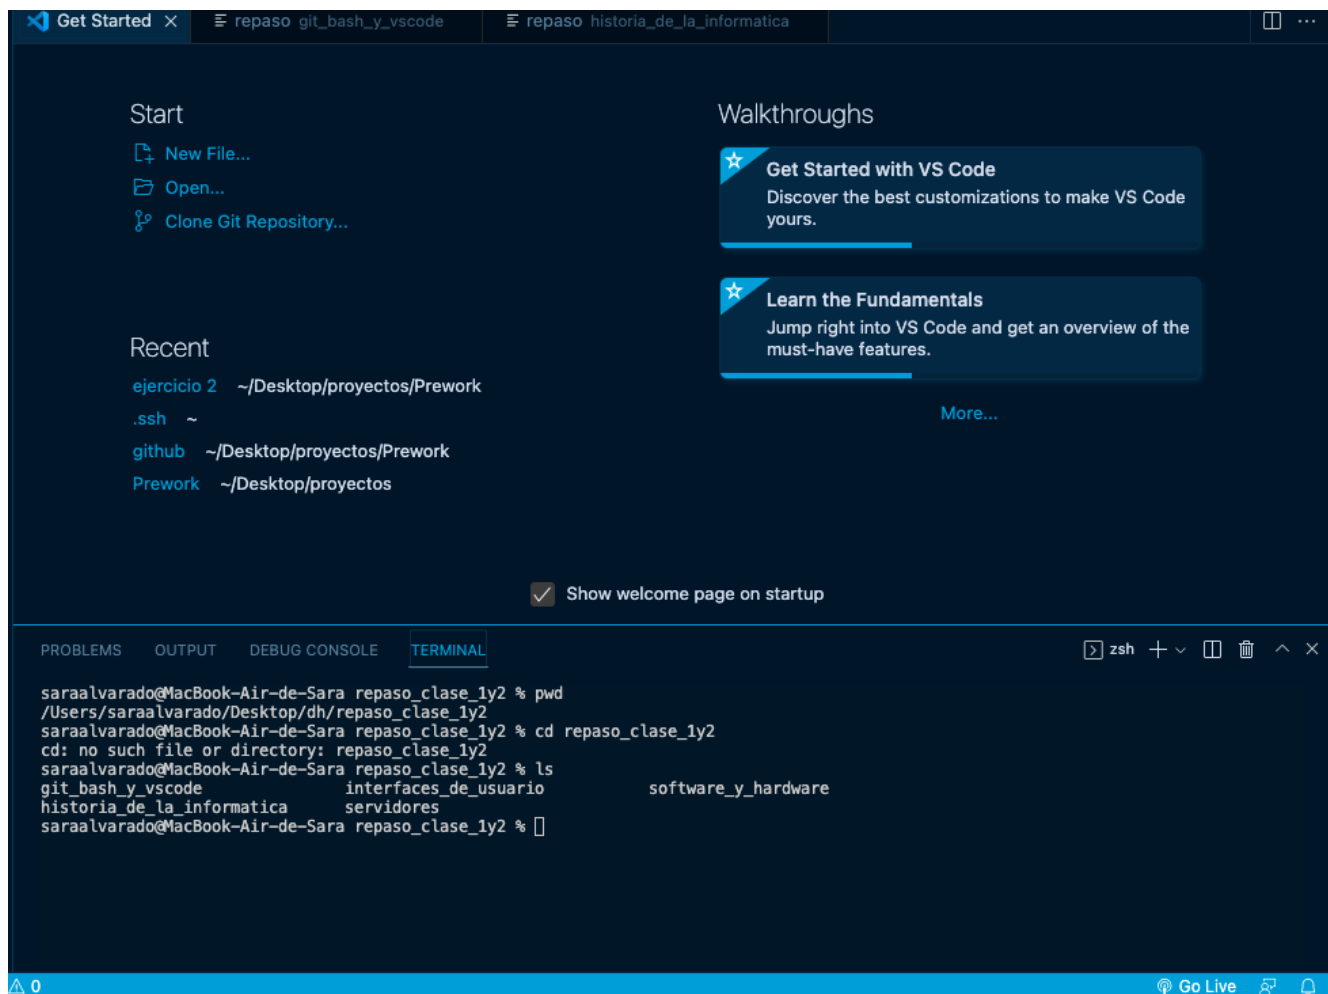 Get Started
repaso git_bash_y_vscode
repaso historia_de_la_informatica
Start
New File...
Open...
Clone Git Repository...
Recent
ejercicio 2 ~/Desktop/proyectos/Prework
.ssh ~
github ~/Desktop/proyectos/Prework
Prework ~/Desktop/proyectos
Walkthroughs
Get Started with VS Code
Discover the best customizations to make VS Code
yours.
Learn the Fundamentals
Jump right into VS Code and get an overview of the
must-have features.
More...
Show welcome page on startup
PROBLEMS OUTPUT DEBUG CONSOLE TERMINAL zsh
saraalvarado@MacBook-Air-de-Sara repaso_clase_1y2 % pwd
/Users/saraalvarado/Desktop/dh/repaso_clase_1y2
saraalvarado@MacBook-Air-de-Sara repaso_clase_1y2 % cd repaso_clase_1y2
cd: no such file or directory: repaso_clase_1y2
saraalvarado@MacBook-Air-de-Sara repaso_clase_1y2 % ls
git_bash_y_vscode interfaces_de_usuario software_y_hardware
historia_de_la_informatica servidores
saraalvarado@MacBook-Air-de-Sara repaso_clase_1y2 %
0 Go Live